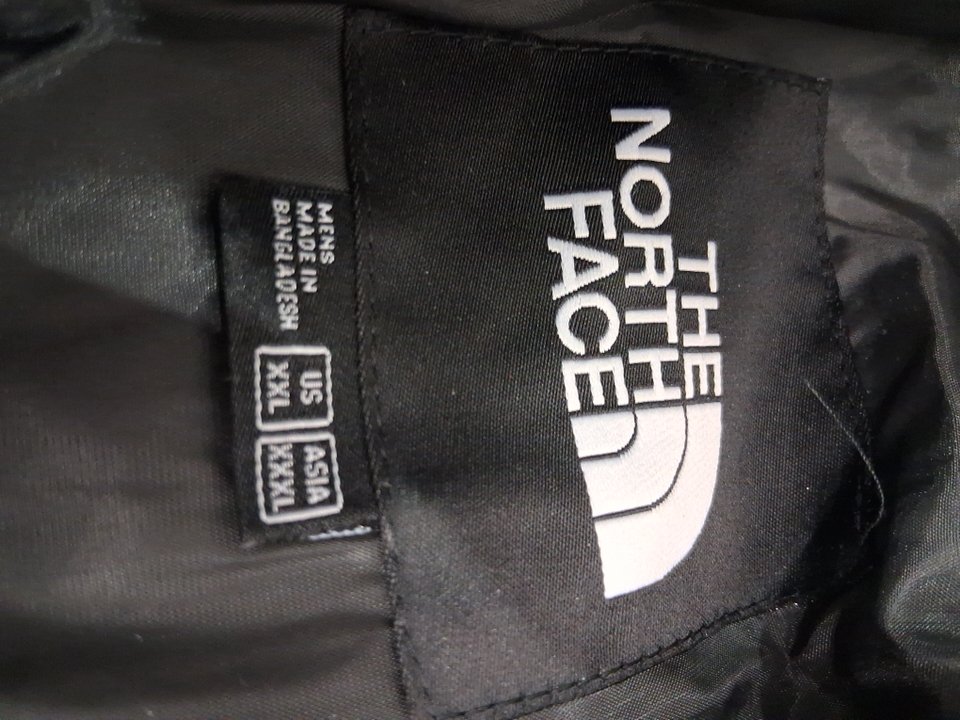 THE
NORTH
FACE
MENS
MADE IN
BANGLADESH
US
XXL
ASIA
XXXL